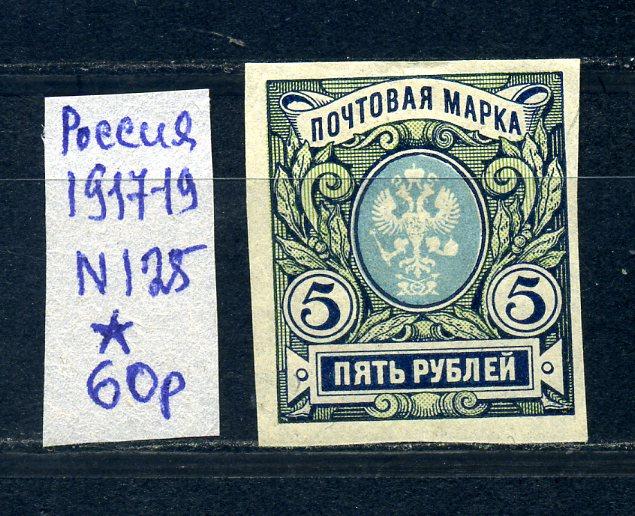 Россия
1917-19
N125
60р
ПОЧТОВАЯ МАРКА
5 5
ПЯТЬ РУБЛЕЙ